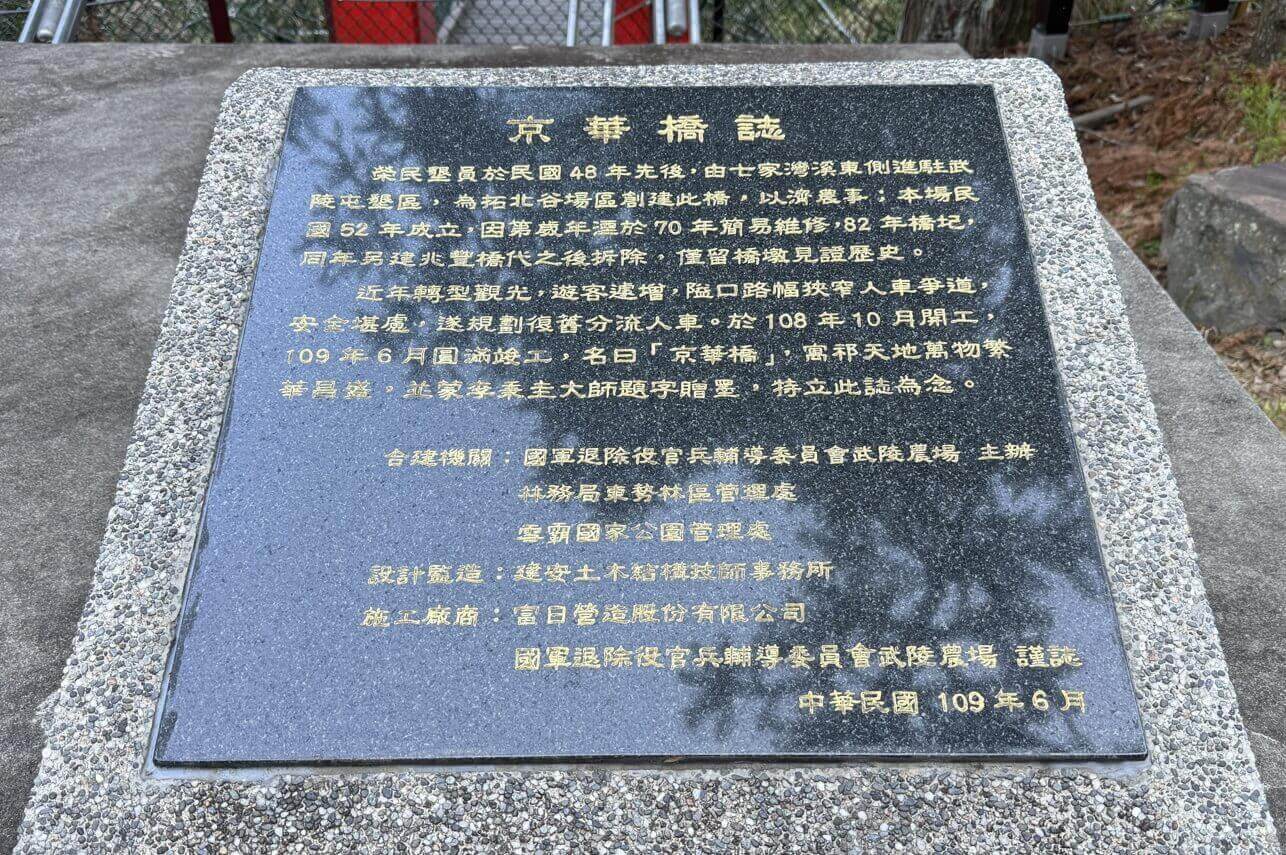 京華橋誌
榮民墾員於民國48年先後，由七家灣溪東側進駐武
陵屯墾區，為拓北谷場區創建此橋，以濟農事；本場民
國52年成立，因第歲年湮於70年簡易維修，82年橋圮，
同年另建兆豐橋代之後拆除，僅留橋墩見證歷史。
近年轉型觀光，遊客遽增，隘口路幅狹窄人車爭道，
安全堪慮，遂規劃復舊分流人車。於108年10月開工，
109年6月圓滿竣工，名曰「京華橋」，寓祁天地萬物繁
華昌盛，並蒙李秉圭大師題字贈墨，特立此誌為念。
合建機關：國軍退除役官兵輔導委員會武陵農場 主辦
林務局東勢林區管理處
雪霸國家公園管理處
設計監造：建安土木結構技師事務所
施工廠商：富日營造股份有限公司
國軍退除役官兵輔導委員會武陵農場 謹誌
中華民國 109年6月